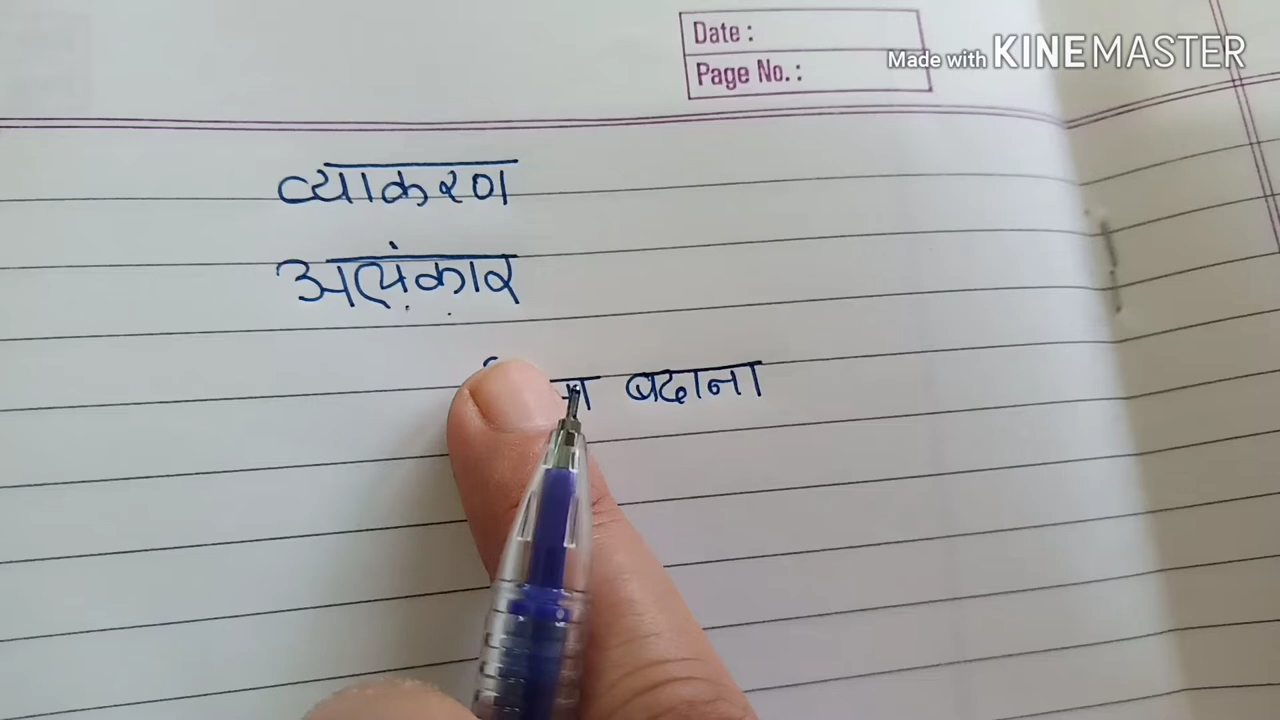 Date :
Made with KINEMASTER
Page No. :
व्याकरण
अलंकार
बढाना